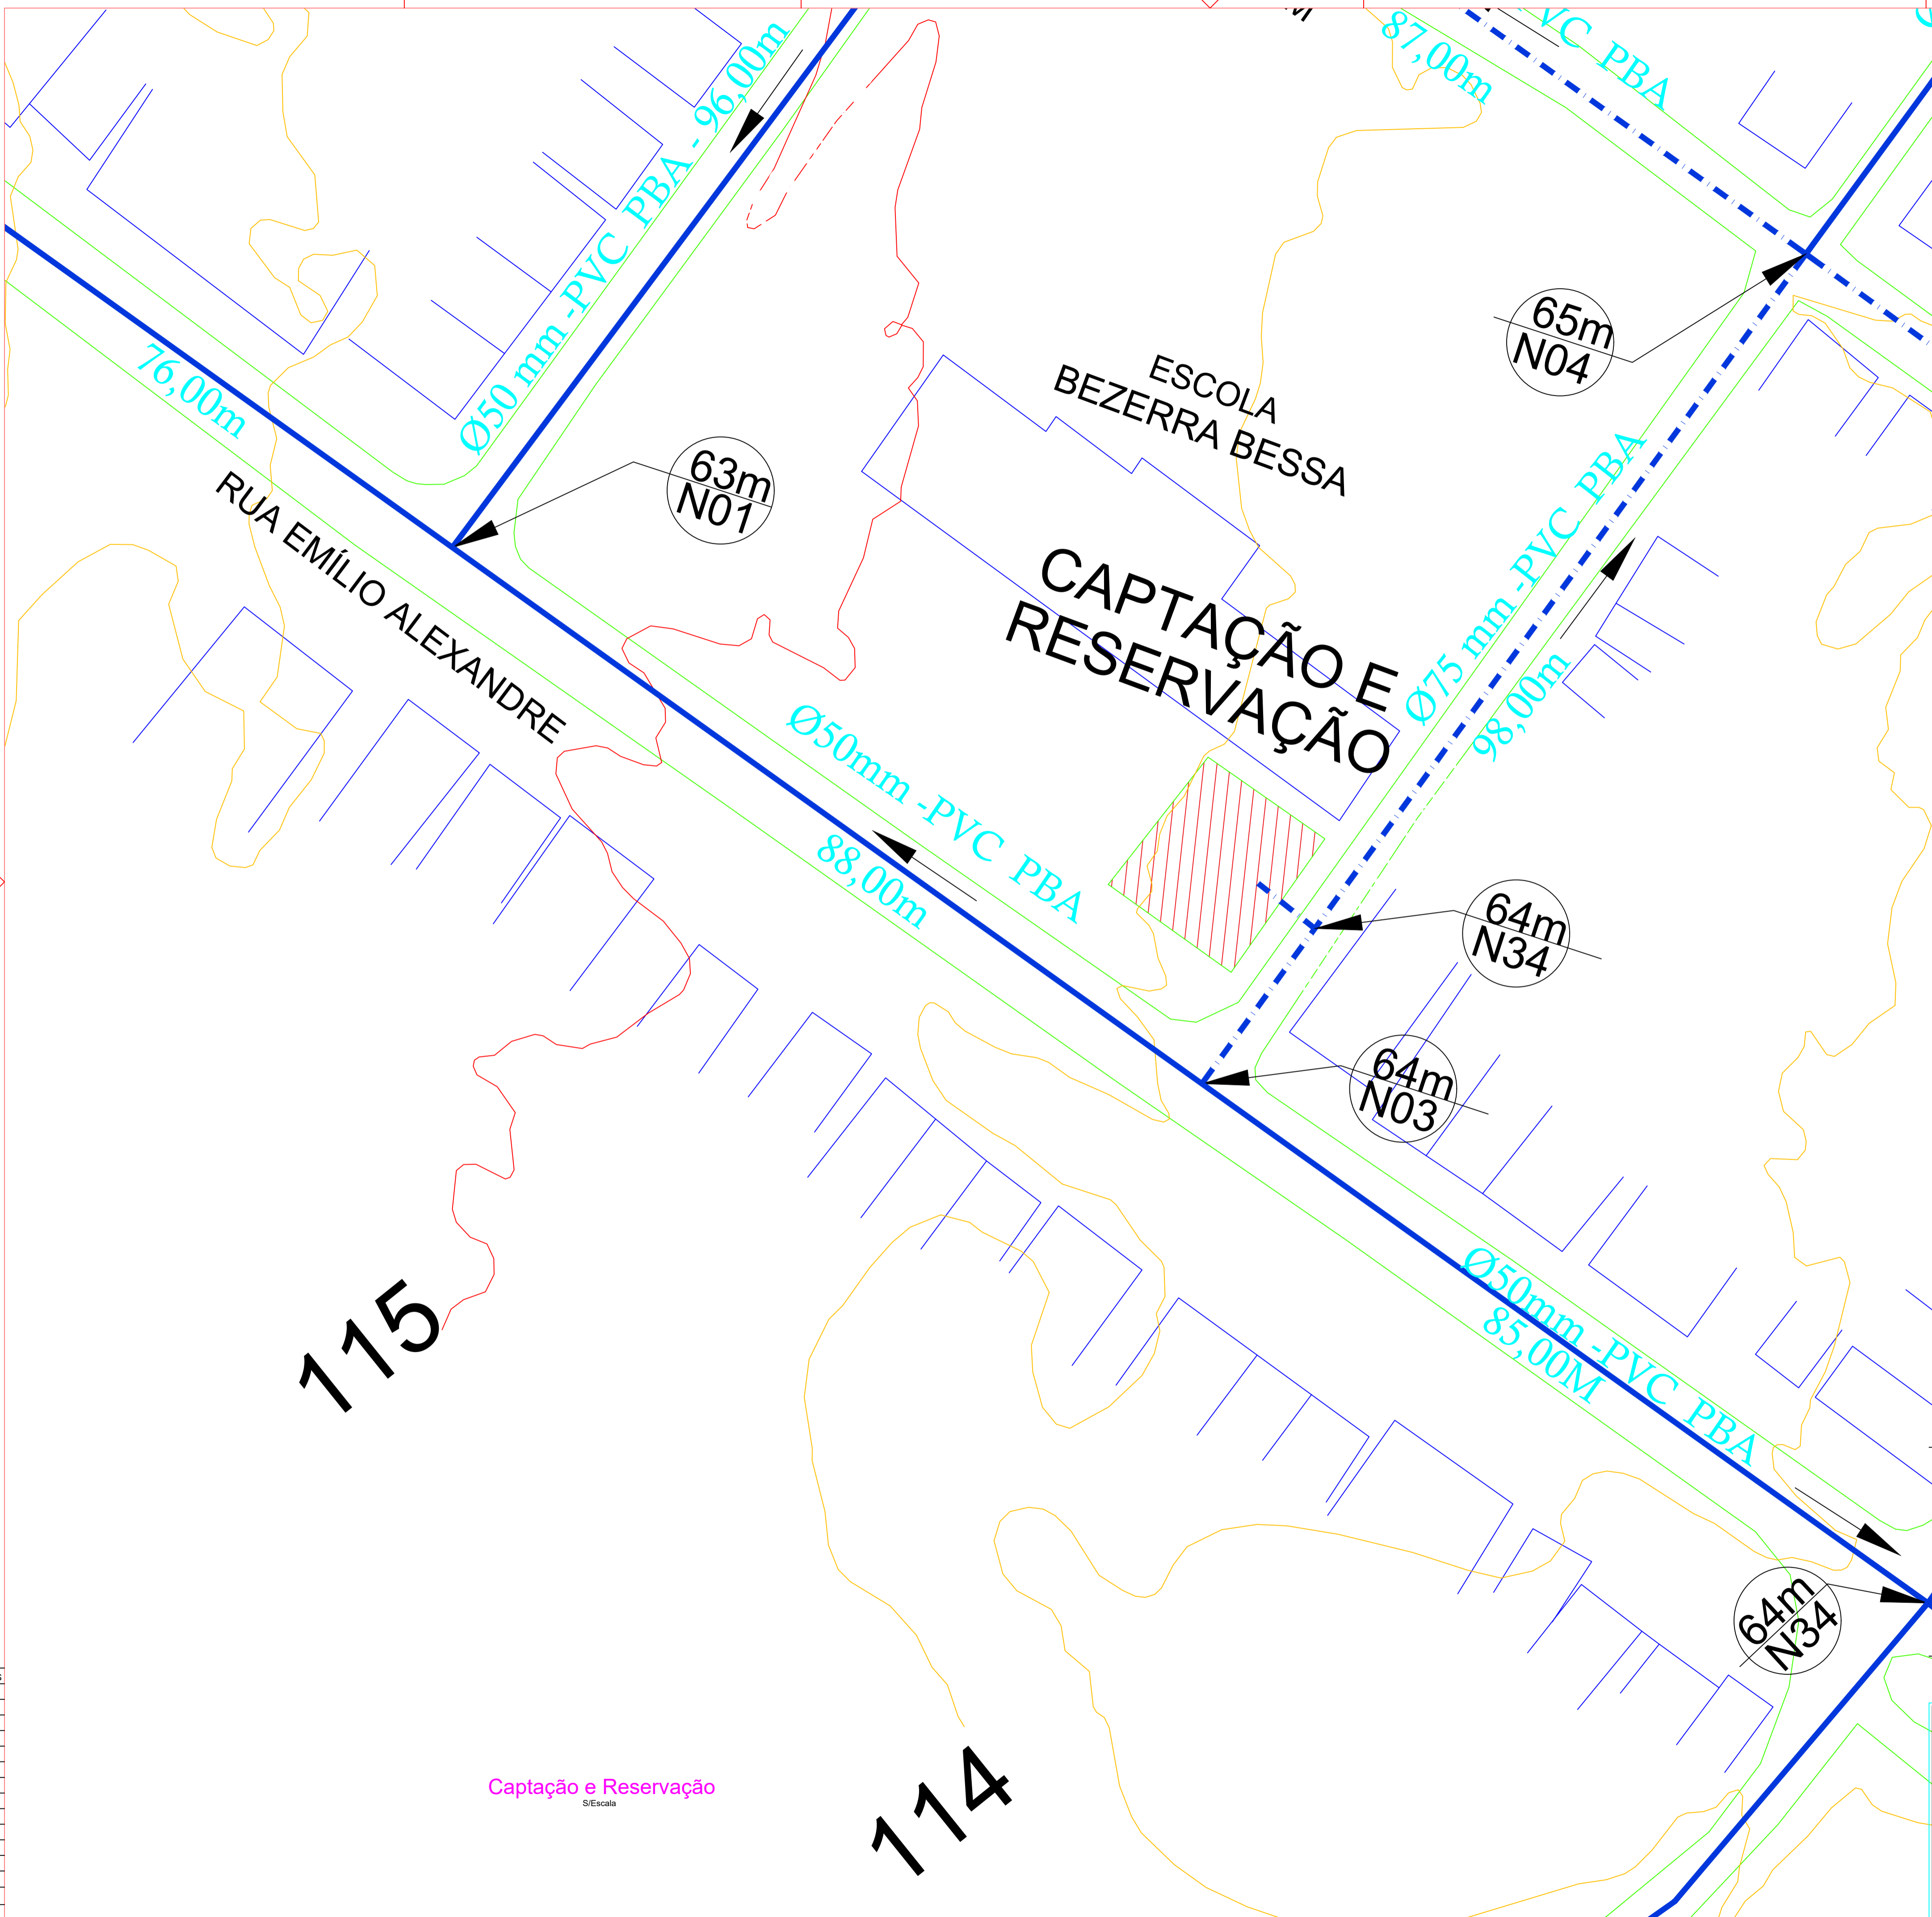 87,00m
VC PBA
Ø50 mm -PVC PBA - 96,00m
76,00m
RUA EMÍLIO ALEXANDRE
63m
N01
ESCOLA
BEZERRA BESSA
65m
N04
CAPTAÇÃO E
RESERVAÇÃO
Ø75 mm -PVC PBA
98,00m
Ø50mm -PVC PBA
88,00m
64m
N34
64m
N03
Ø50mm -PVC PBA
85,00M
115
64m
N34
114
Captação e Reservação
S/Escala